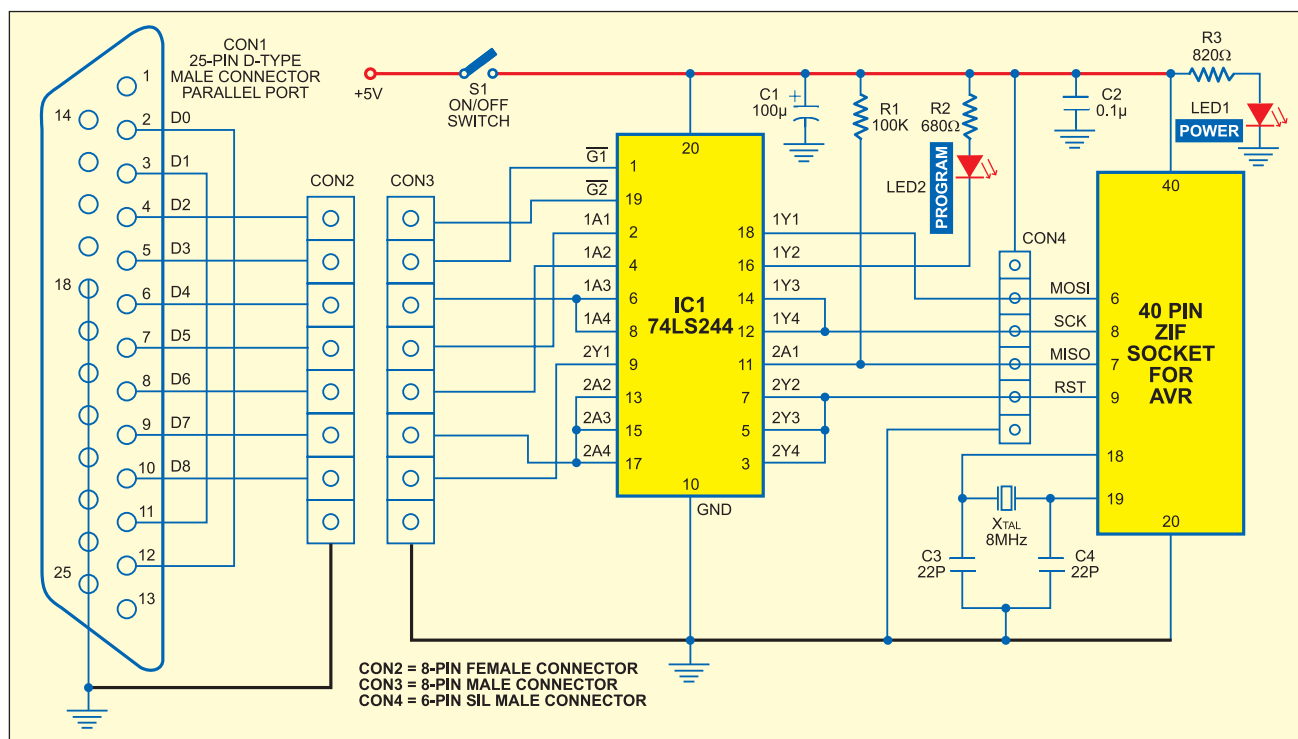 CON1
25-PIN D-TYPE
MALE CONNECTOR
PARALLEL PORT
1
14
2
D0
3
D1
4
D2
5
D3
6
D4
18
7
D5
8
D6
9
D7
10
D8
11
12
25
13
+5V
S1
ON/OFF
SWITCH
CON2
CON3
G1
1
G2
19
1A1
2
1A2
4
1A3
6
1A4
8
2Y1
9
2A2
13
2A3
15
2A4
17
20
IC1
74LS244
10
GND
18
1Y1
16
1Y2
14
1Y3
12
1Y4
11
2A1
7
2Y2
5
2Y3
3
2Y4
C1
100µ
+
R1
100K
R2
680Ω
LED2
PROGRAM
C2
0.1µ
R3
820Ω
LED1
POWER
CON4
MOSI
SCK
MISO
RST
40
6
8
7
9
18
19
20
40 PIN
ZIF
SOCKET
FOR
AVR
XTAL
8MHz
C3
22P
C4
22P
CON2 = 8-PIN FEMALE CONNECTOR
CON3 = 8-PIN MALE CONNECTOR
CON4 = 6-PIN SIL MALE CONNECTOR